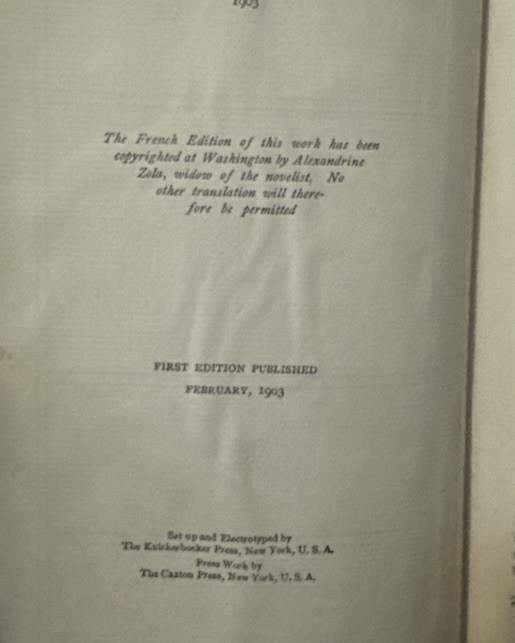 1903
The French Edition of this work has been
copyrighted at Washington by Alexandrine
Zola, widow of the novelist. No
other translation will there-
fore be permitted
FIRST EDITION PUBLISHED
FEBRUARY, 1903
Set up and Electrotyped by
The Knickerbocker Press, New York, U. S. A.
Press Work by
The Caxton Press, New York, U. S. A.